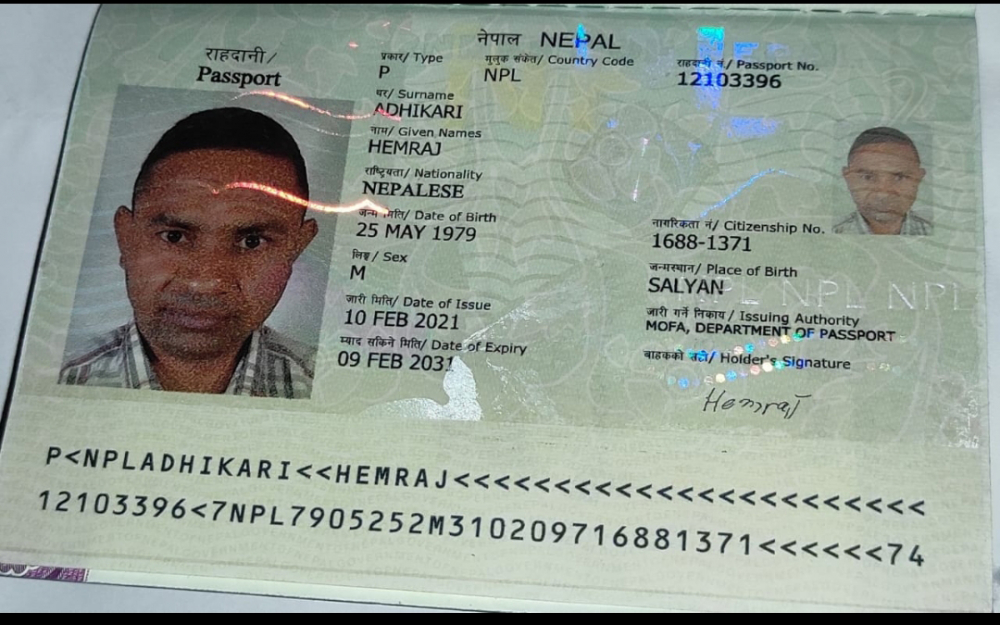 नेपाल NEPAL
राहदानी/
Passport
प्रकार/ Type
P
मूलुक संकेत/ Country Code
NPL
राहदानी नं/ Passport No.
12103396
थर/ Surname
ADHIKARI
नाम/ Given Names
HEMRAJ
राष्ट्रियता/ Nationality
NEPALESE
जन्म मिति/ Date of Birth
25 MAY 1979
लिङ्ग/ Sex
M
जारी मिति/ Date of Issue
10 FEB 2021
म्याद सकिने मिति/ Date of Expiry
09 FEB 2031
नागरिकता नं/ Citizenship No.
1688-1371
जन्मस्थान/ Place of Birth
SALYAN
NPL NPL
जारी गर्ने निकाय/ Issuing Authority
MOFA, DEPARTMENT OF PASSPORT
बाहकको सही/ Holder's Signature
Hemraj
P<NPLADHIKARI<<HEMRAJ<<<<<<<<<<<<<<<<<<<<<<<
12103396<7NPL7905252M310209716881371<<<<<<74